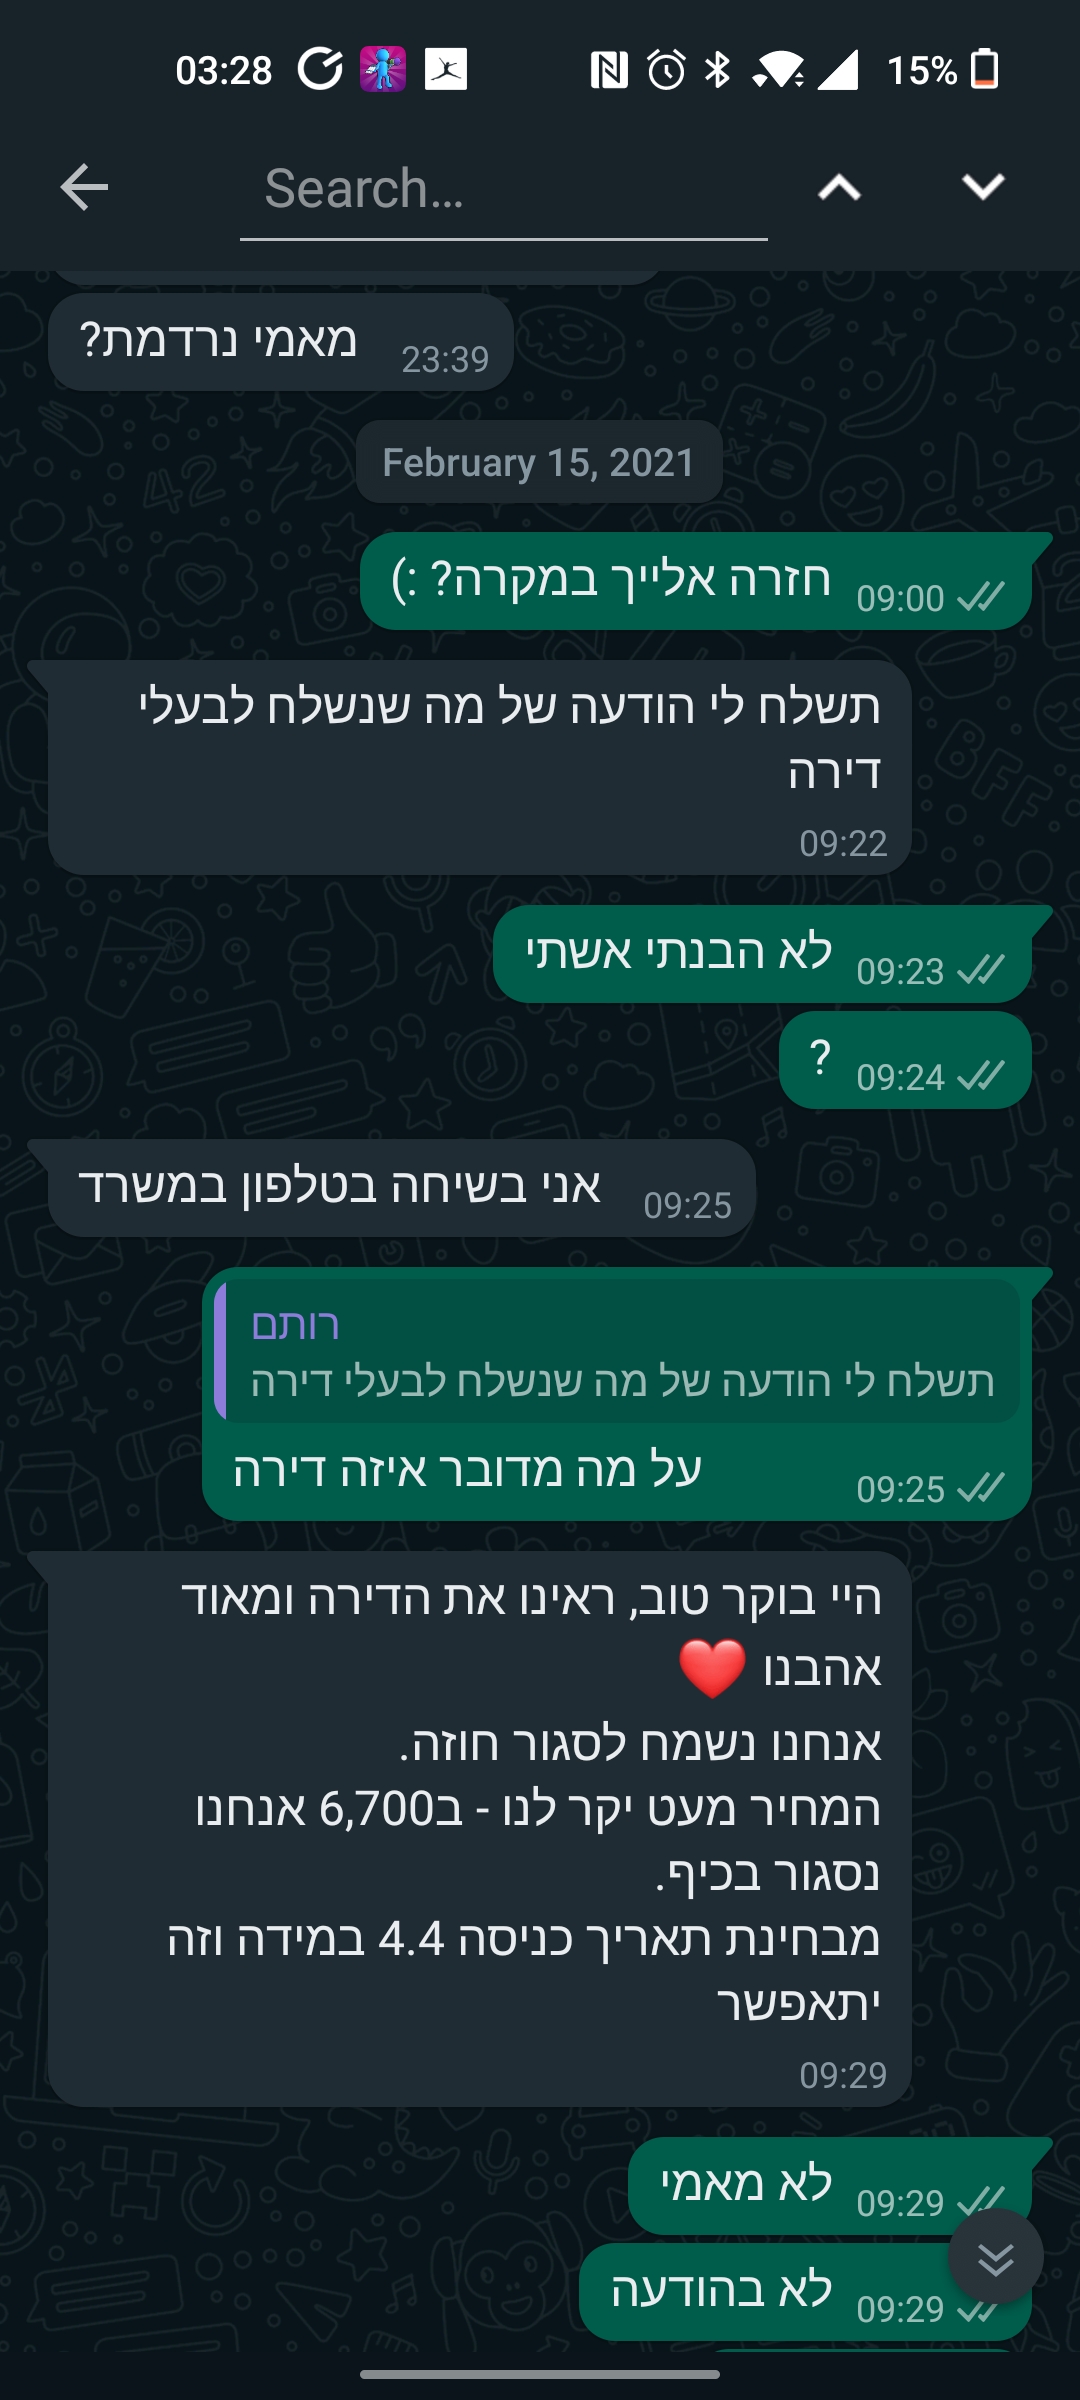 03:28
15%
Search...
מאמי נרדמת?
23:39
February 15, 2021
חזרה אלייך במקרה? :)
09:00
תשלח לי הודעה של מה שנשלח לבעלי
דירה
09:22
לא הבנתי אשתי
09:23
?
09:24
אני בשיחה בטלפון במשרד
09:25
רותם
תשלח לי הודעה של מה שנשלח לבעלי דירה
על מה מדובר איזה דירה
09:25
היי בוקר טוב, ראינו את הדירה ומאוד
אהבנו ❤️
אנחנו נשמח לסגור חוזה.
המחיר מעט יקר לנו - ב6,700 אנחנו
נסגור בכיף.
מבחינת תאריך כניסה 4.4 במידה וזה
יתאפשר
09:29
לא מאמי
09:29
לא בהודעה
09:29